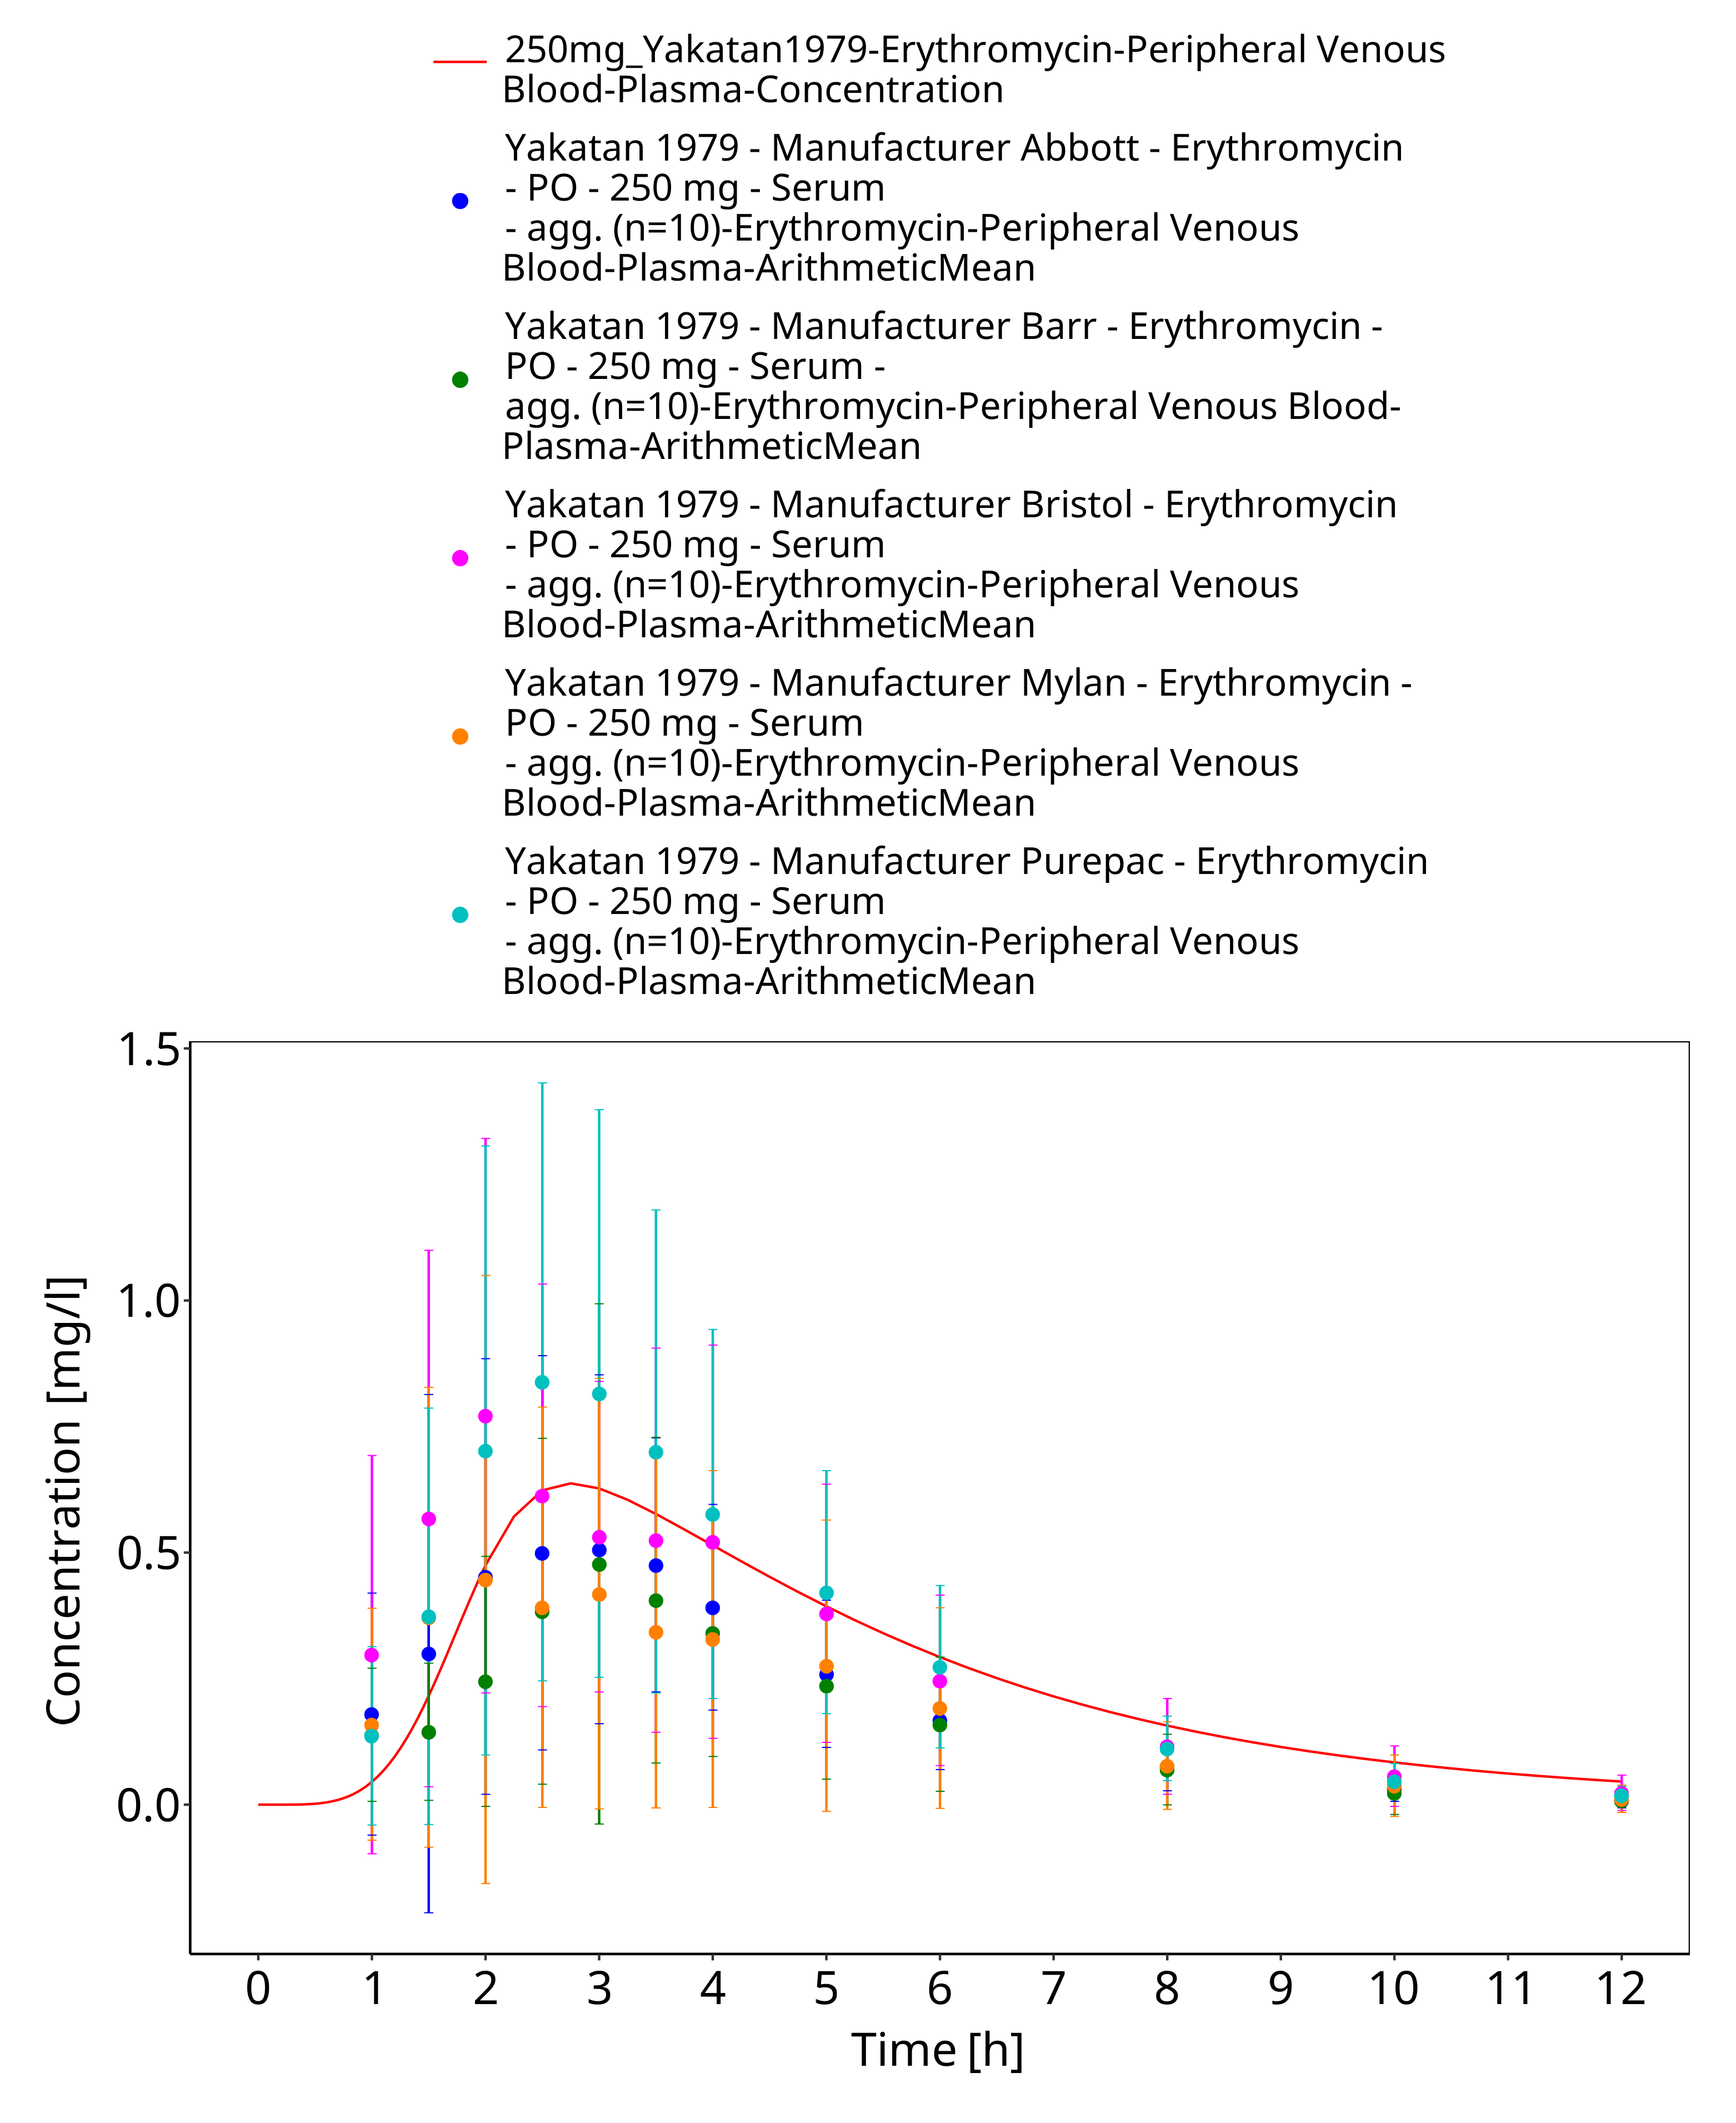 250mg_Yakatan1979-Erythromycin-Peripheral Venous
Blood-Plasma-Concentration
Yakatan 1979 - Manufacturer Abbott - Erythromycin
- PO - 250 mg - Serum
- agg. (n=10)-Erythromycin-Peripheral Venous
Blood-Plasma-ArithmeticMean
Yakatan 1979 - Manufacturer Barr - Erythromycin -
PO - 250 mg - Serum -
agg. (n=10)-Erythromycin-Peripheral Venous Blood-
Plasma-ArithmeticMean
Yakatan 1979 - Manufacturer Bristol - Erythromycin
- PO - 250 mg - Serum
- agg. (n=10)-Erythromycin-Peripheral Venous
Blood-Plasma-ArithmeticMean
Yakatan 1979 - Manufacturer Mylan - Erythromycin -
PO - 250 mg - Serum
- agg. (n=10)-Erythromycin-Peripheral Venous
Blood-Plasma-ArithmeticMean
Yakatan 1979 - Manufacturer Purepac - Erythromycin
- PO - 250 mg - Serum
- agg. (n=10)-Erythromycin-Peripheral Venous
Blood-Plasma-ArithmeticMean
1.5
1.0
0.5
0.0
Concentration [mg/l]
0 1 2 3 4 5 6 7 8 9 10 11 12
Time [h]